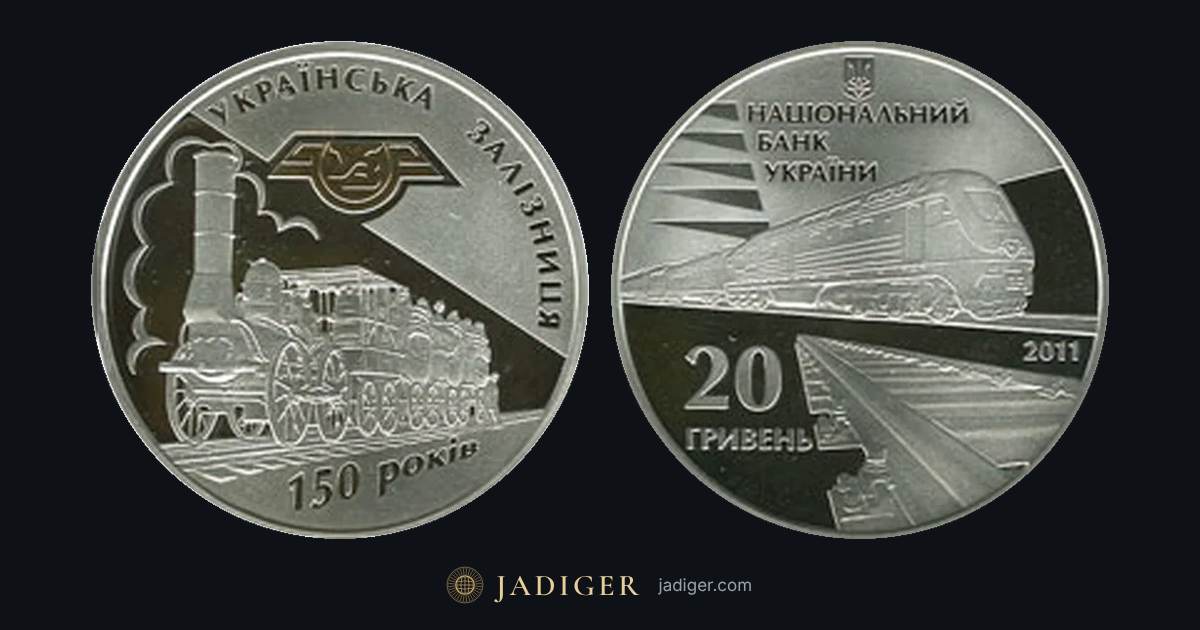 УКРАЇНСЬКА ЗАЛІЗНИЦЯ
150 років
НАЦІОНАЛЬНИЙ
БАНК
УКРАЇНИ
2011
20
ГРИВЕНЬ
JADIGER jadiger.com